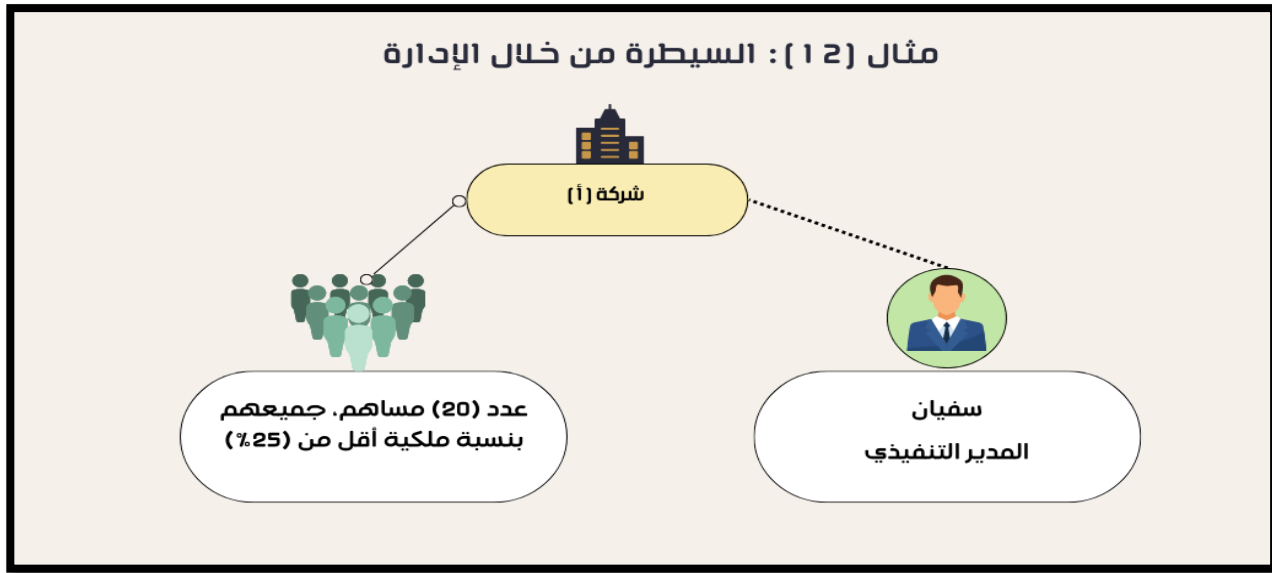 مثال (12): السيطرة من خلال الإدارة
شركة (أ)
سفيان
المدير التنفيذي
عدد (20) مساهم، جميعهم
بنسبة ملكية أقل من (25%)